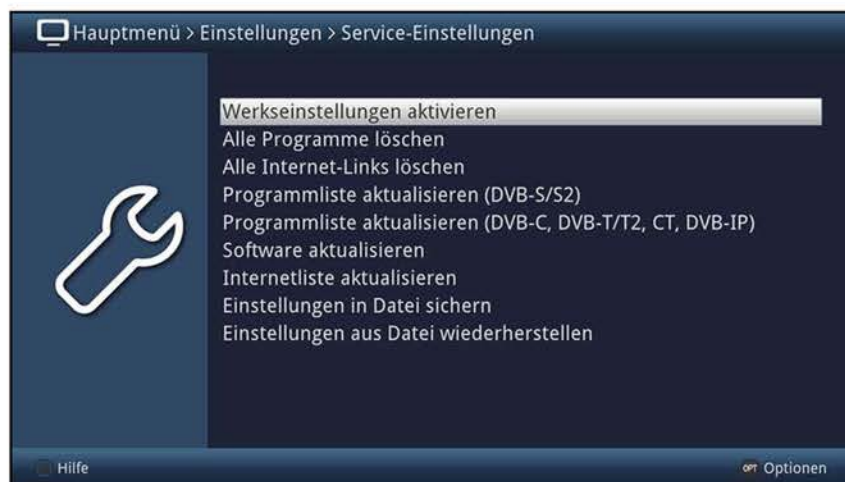 Hauptmenü > Einstellungen > Service-Einstellungen
Werkseinstellungen aktivieren
Alle Programme löschen
Alle Internet-Links löschen
Programmliste aktualisieren (DVB-S/S2)
Programmliste aktualisieren (DVB-C, DVB-T/T2, CT, DVB-IP)
Software aktualisieren
Internetliste aktualisieren
Einstellungen in Datei sichern
Einstellungen aus Datei wiederherstellen
Hilfe
OPT Optionen